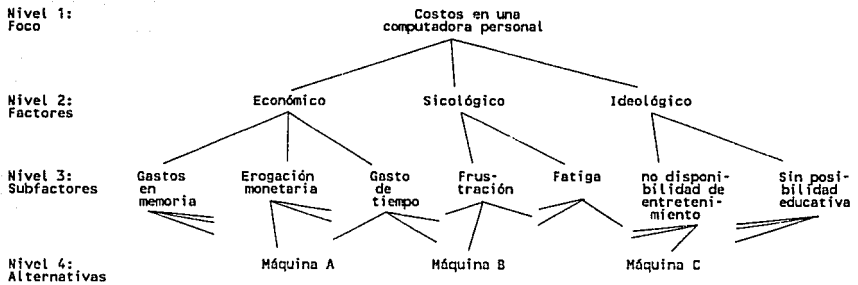 Nivel 1:
Foco
Costos en una
computadora personal
Nivel 2:
Factores
Económico
Sicológico
Ideológico
Nivel 3:
Subfactores
Gastos
en
memoria
Erogación
monetaria
Gasto
de
tiempo
Frus-
tración
Fatiga
no disponi-
bilidad de
entreteni-
miento
Sin posi-
bilidad
educativa
Nivel 4:
Alternativas
Máquina A
Máquina B
Máquina C